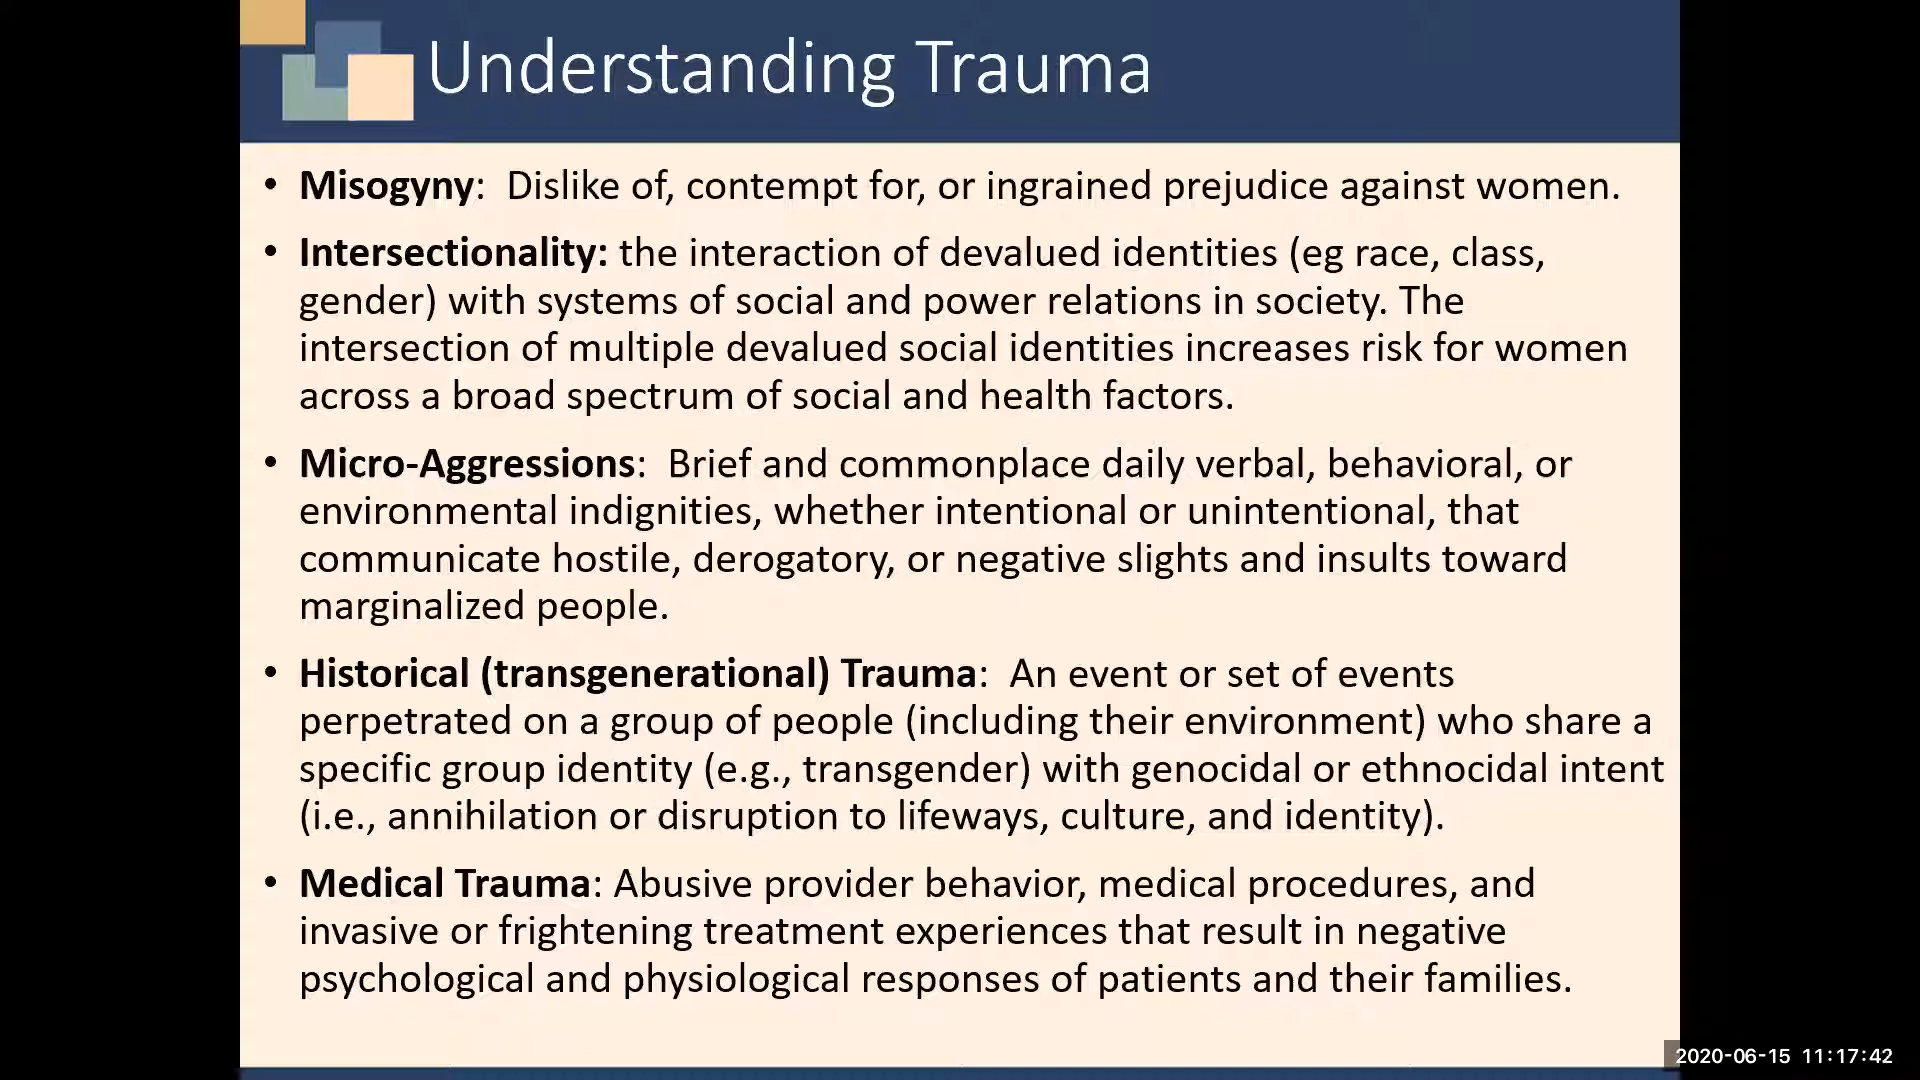 Understanding Trauma
• Misogyny:  Dislike of, contempt for, or ingrained prejudice against women.
• Intersectionality: the interaction of devalued identities (eg race, class,
gender) with systems of social and power relations in society. The
intersection of multiple devalued social identities increases risk for women
across a broad spectrum of social and health factors.
• Micro-Aggressions:  Brief and commonplace daily verbal, behavioral, or
environmental indignities, whether intentional or unintentional, that
communicate hostile, derogatory, or negative slights and insults toward
marginalized people.
• Historical (transgenerational) Trauma:  An event or set of events
perpetrated on a group of people (including their environment) who share a
specific group identity (e.g., transgender) with genocidal or ethnocidal intent
(i.e., annihilation or disruption to lifeways, culture, and identity).
• Medical Trauma: Abusive provider behavior, medical procedures, and
invasive or frightening treatment experiences that result in negative
psychological and physiological responses of patients and their families.
2020-06-15 11:17:42